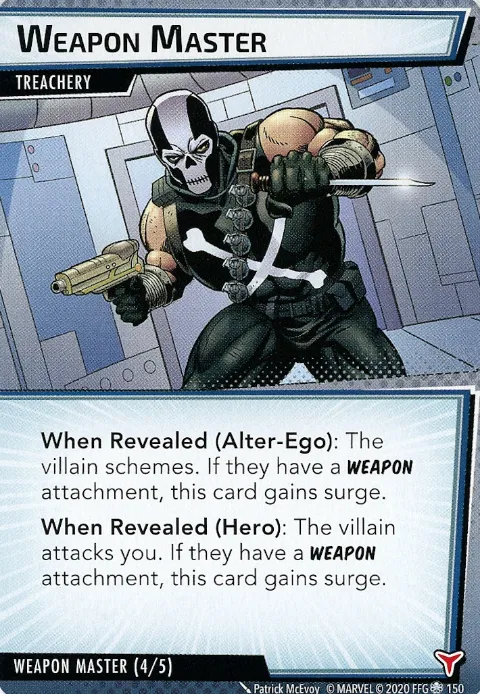 WEAPON MASTER
TREACHERY
When Revealed (Alter-Ego): The
villain schemes. If they have a WEAPON
attachment, this card gains surge.
When Revealed (Hero): The villain
attacks you. If they have a WEAPON
attachment, this card gains surge.
WEAPON MASTER (4/5)
Patrick McEvoy © MARVEL © 2020 FFG 150